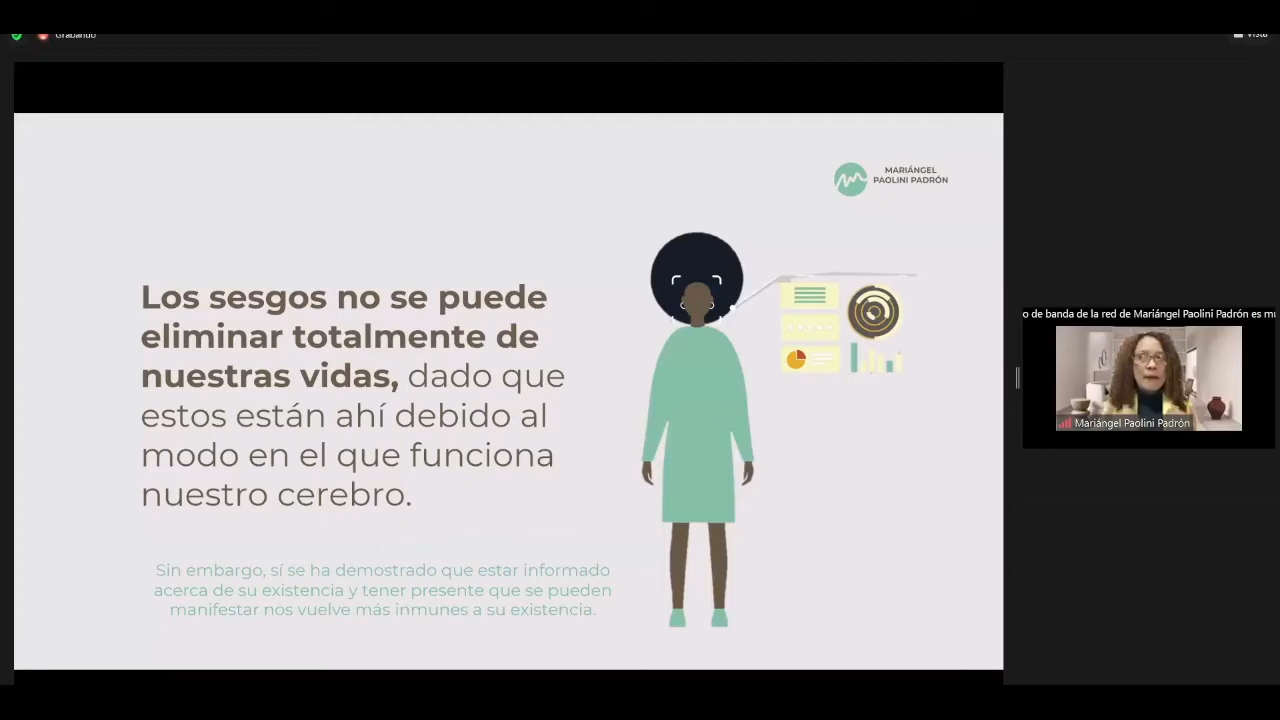 Grabando
Vista
MARIÁNGEL
PAOLINI PADRÓN
Los sesgos no se puede
eliminar totalmente de
nuestras vidas, dado que
estos están ahí debido al
modo en el que funciona
nuestro cerebro.
Sin embargo, sí se ha demostrado que estar informado
acerca de su existencia y tener presente que se pueden
manifestar nos vuelve más inmunes a su existencia.
o de banda de la red de Mariángel Paolini Padrón es mu
Mariángel Paolini Padrón